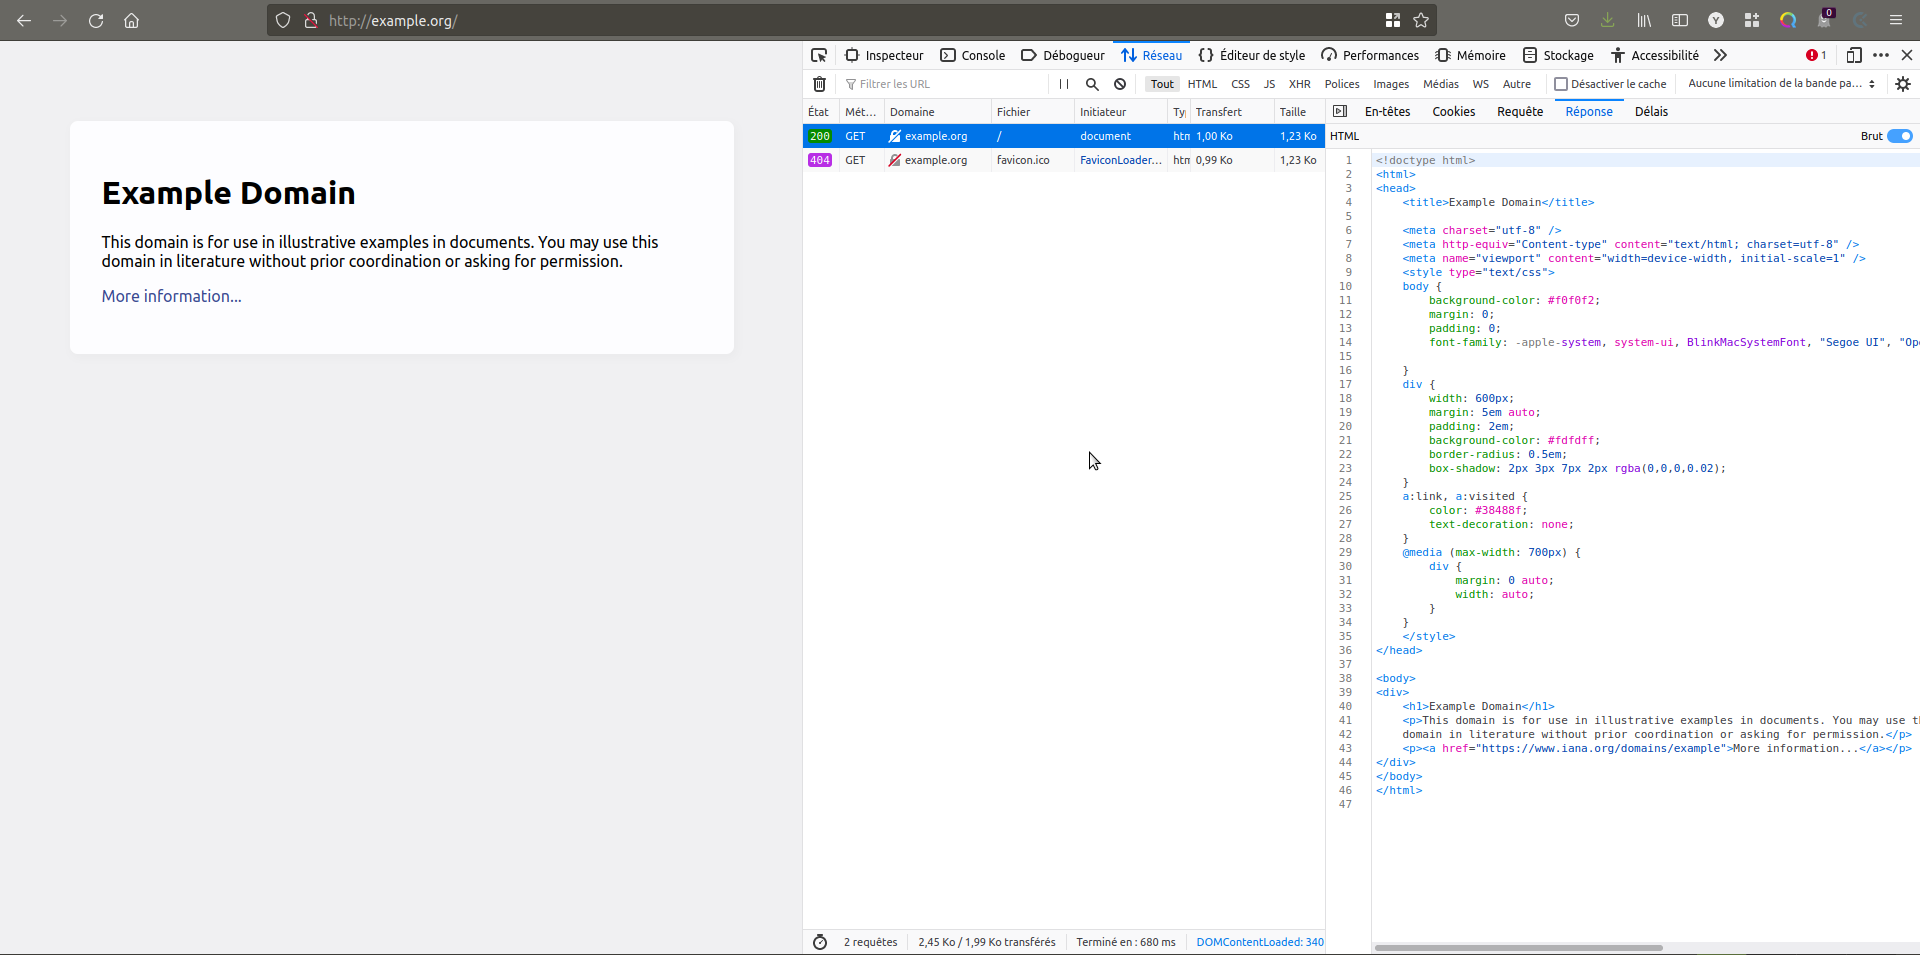 http://example.org/
0
Example Domain
This domain is for use in illustrative examples in documents. You may use this
domain in literature without prior coordination or asking for permission.
More information...
Inspecteur Console Débogueur Réseau Éditeur de style Performances Mémoire Stockage Accessibilité 1
Filtrer les URL Tout HTML CSS JS XHR Polices Images Médias WS Autre Désactiver le cache Aucune limitation de la bande pa...
État Mét... Domaine Fichier Initiateur Ty Transfert Taille
200 GET example.org / document htm 1,00 Ko 1,23 Ko
404 GET example.org favicon.ico FaviconLoader... htm 0,99 Ko 1,23 Ko
2 requêtes 2,45 Ko / 1,99 Ko transférés Terminé en : 680 ms DOMContentLoaded: 340
En-têtes Cookies Requête Réponse Délais
HTML Brut
1 <!doctype html>
2 <html>
3 <head>
4 <title>Example Domain</title>
5
6 <meta charset="utf-8" />
7 <meta http-equiv="Content-type" content="text/html; charset=utf-8" />
8 <meta name="viewport" content="width=device-width, initial-scale=1" />
9 <style type="text/css">
10 body {
11 background-color: #f0f0f2;
12 margin: 0;
13 padding: 0;
14 font-family: -apple-system, system-ui, BlinkMacSystemFont, "Segoe UI", "Op
15
16 }
17 div {
18 width: 600px;
19 margin: 5em auto;
20 padding: 2em;
21 background-color: #fdfdff;
22 border-radius: 0.5em;
23 box-shadow: 2px 3px 7px 2px rgba(0,0,0,0.02);
24 }
25 a:link, a:visited {
26 color: #38488f;
27 text-decoration: none;
28 }
29 @media (max-width: 700px) {
30 div {
31 margin: 0 auto;
32 width: auto;
33 }
34 }
35 </style>
36 </head>
37
38 <body>
39 <div>
40 <h1>Example Domain</h1>
41 <p>This domain is for use in illustrative examples in documents. You may use t
42 domain in literature without prior coordination or asking for permission.</p>
43 <p><a href="https://www.iana.org/domains/example">More information...</a></p>
44 </div>
45 </body>
46 </html>
47